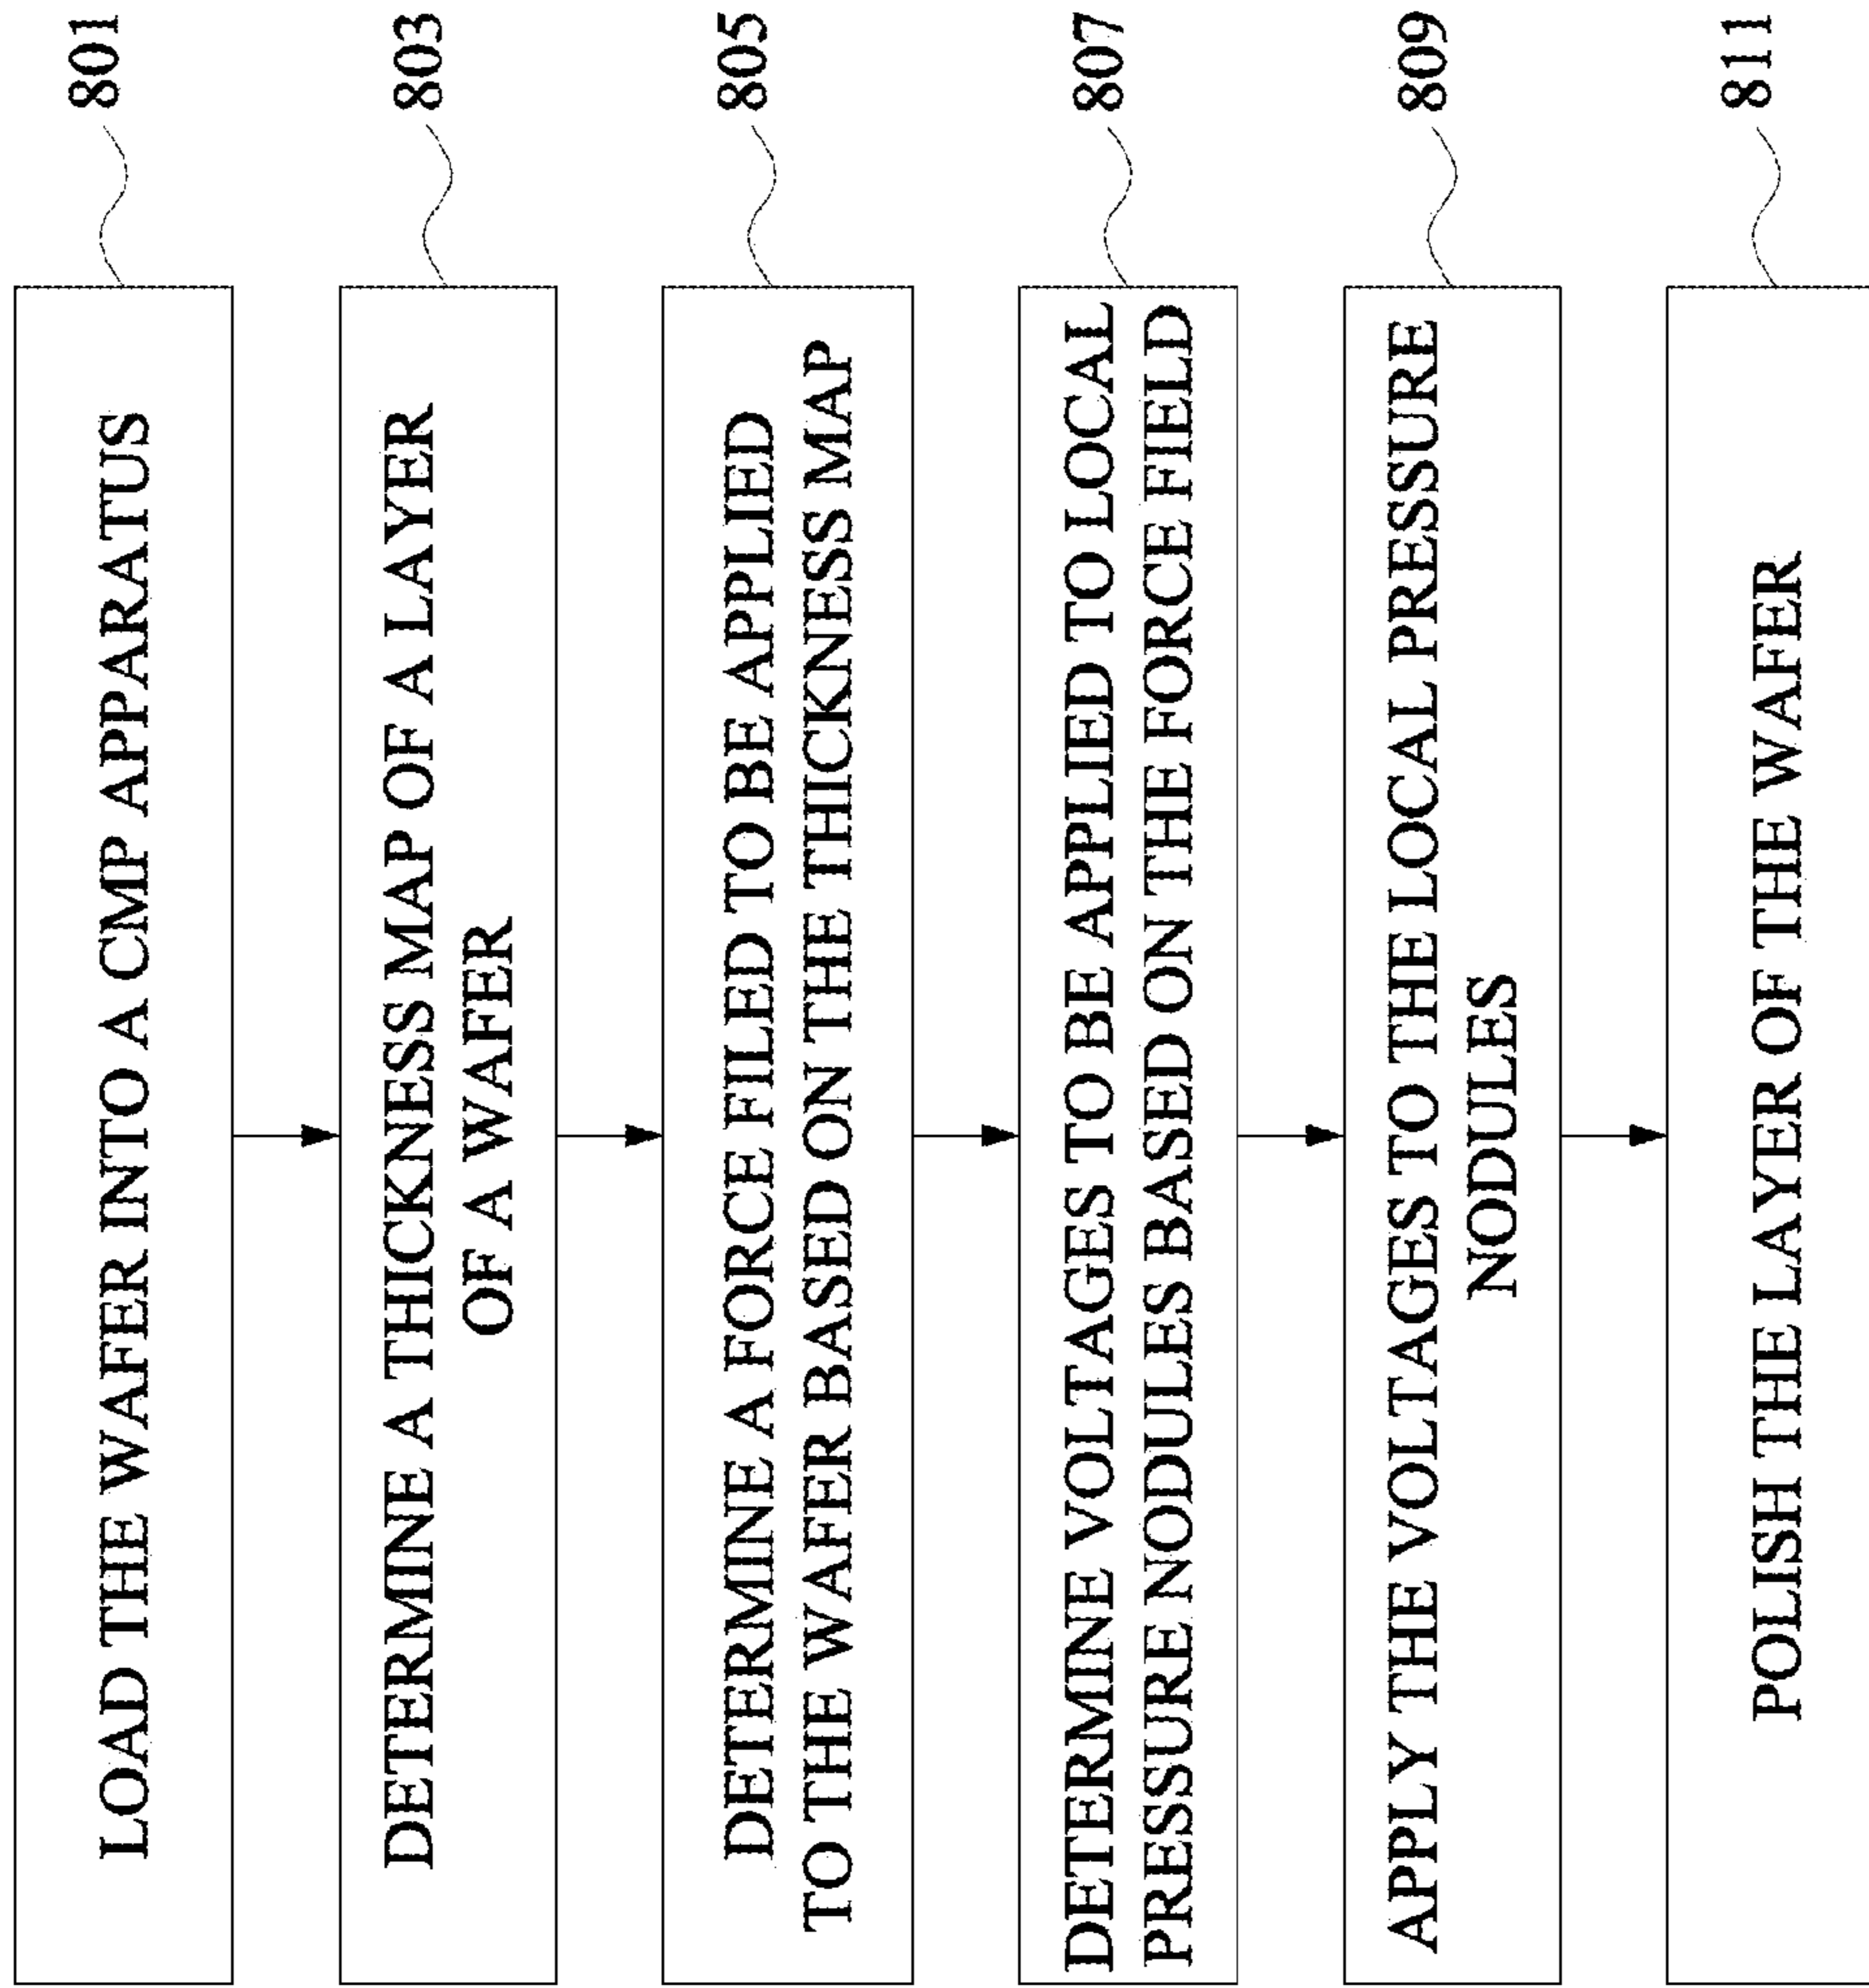 LOAD THE WAFER INTO A CMP APPARATUS
801
DETERMINE A THICKNESS MAP OF A LAYER
OF A WAFER
803
DETERMINE A FORCE FILED TO BE APPLIED
TO THE WAFER BASED ON THE THICKNESS MAP
805
DETERMINE VOLTAGES TO BE APPLIED TO LOCAL
PRESSURE NODULES BASED ON THE FORCE FIELD
807
APPLY THE VOLTAGES TO THE LOCAL PRESSURE
NODULES
809
POLISH THE LAYER OF THE WAFER
811